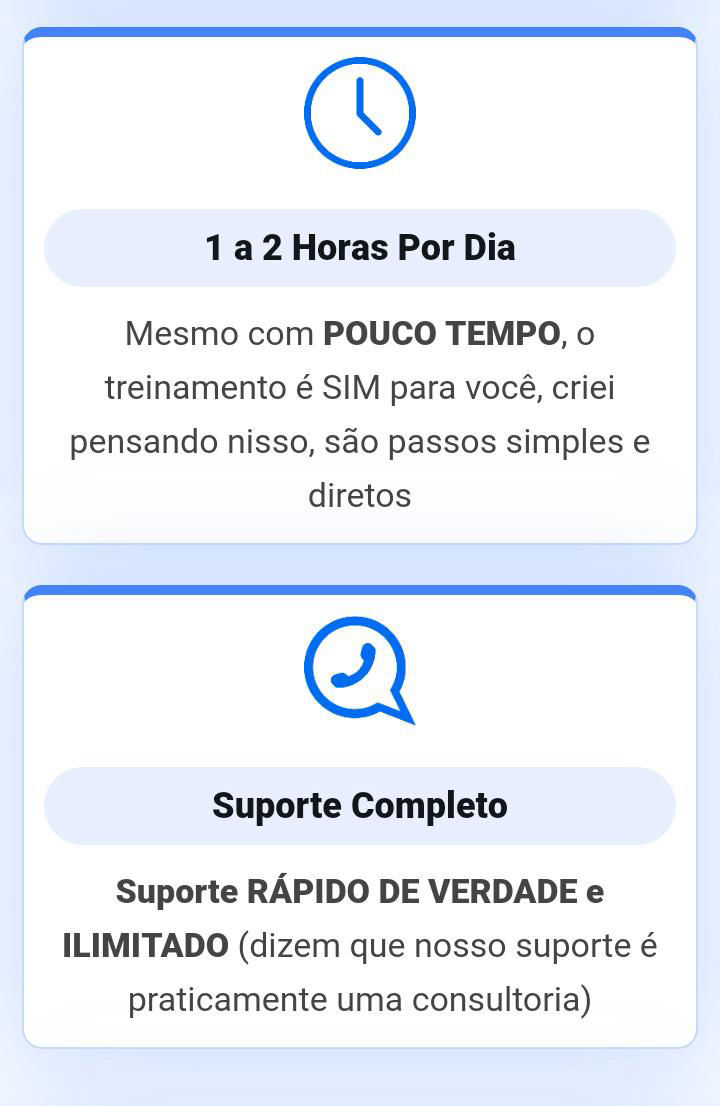 1 a 2 Horas Por Dia
Mesmo com POUCO TEMPO, o
treinamento é SIM para você, criei
pensando nisso, são passos simples e
diretos
Suporte Completo
Suporte RÁPIDO DE VERDADE e
ILIMITADO (dizem que nosso suporte é
praticamente uma consultoria)